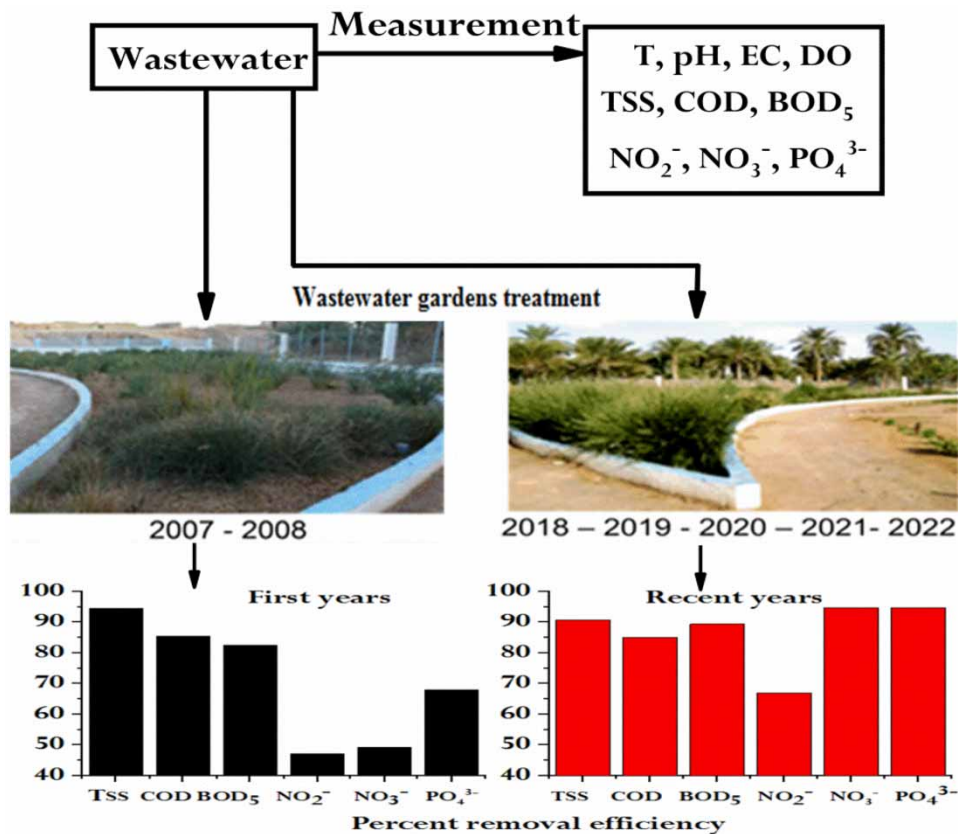 Measurement
Wastewater
T, pH, EC, DO
TSS, COD, BOD₅
NO₂⁻, NO₃⁻, PO₄³⁻
Wastewater gardens treatment
2007 - 2008
2018 – 2019 - 2020 – 2021- 2022
First years
100
90
80
70
60
50
40
TSS COD BOD₅ NO₂⁻ NO₃⁻ PO₄³⁻
Recent years
100
90
80
70
60
50
40
TSS COD BOD₅ NO₂⁻ NO₃⁻ PO₄³⁻
Percent removal efficiency